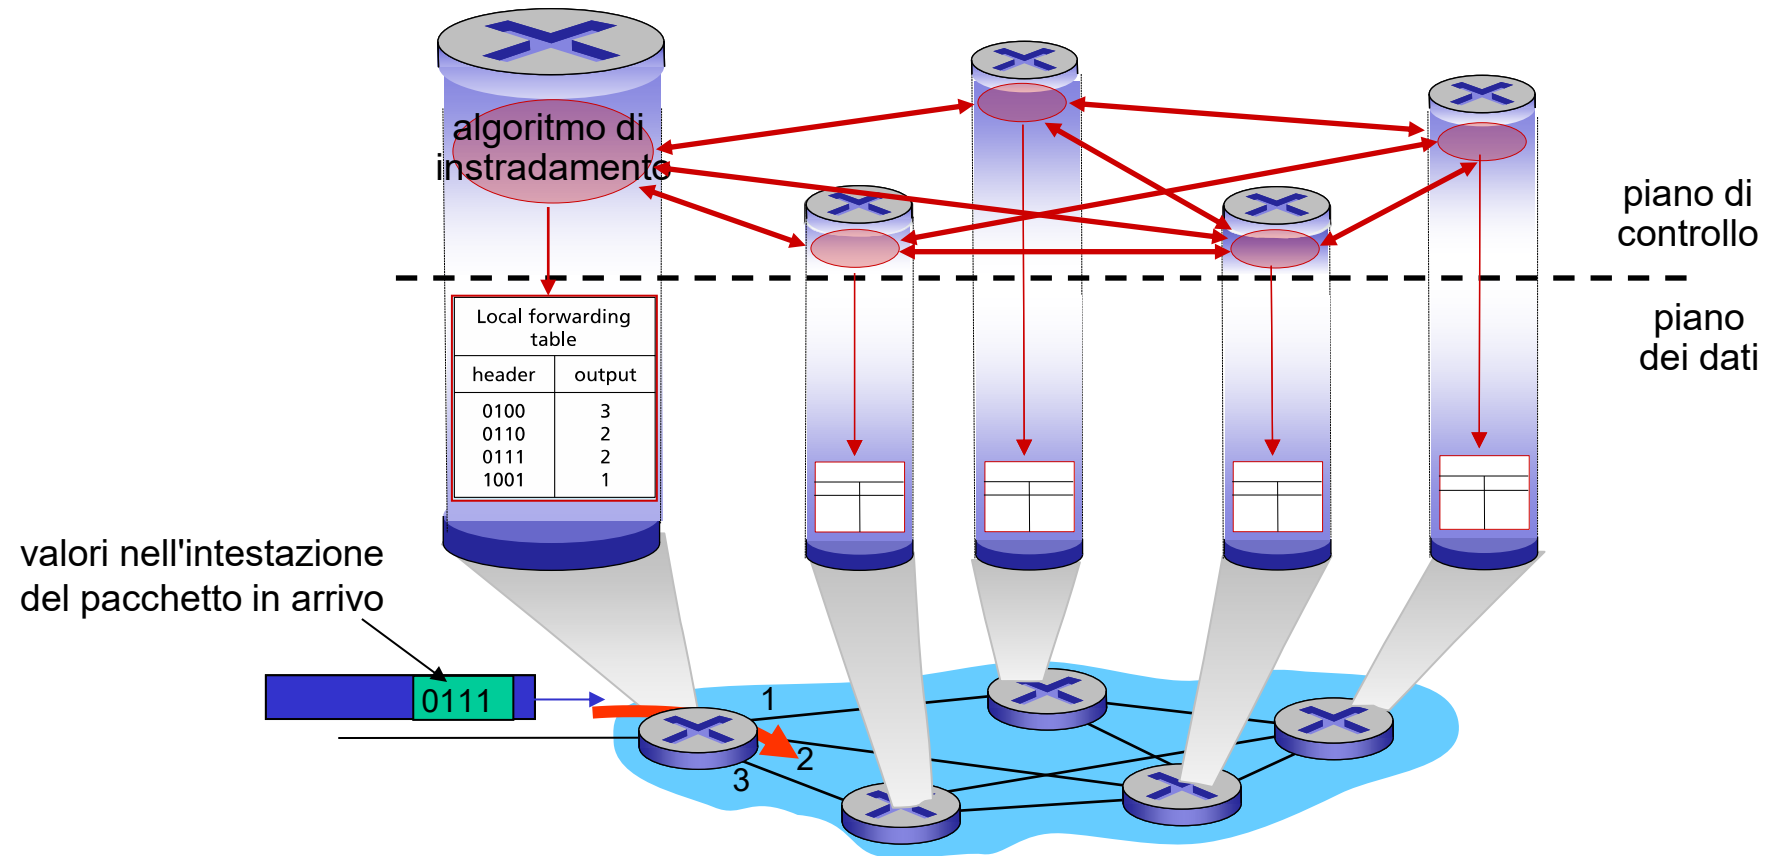 algoritmo di
instradamento
piano di
controllo
piano
dei dati
Local forwarding
table
header output
0100 3
0110 2
0111 2
1001 1
valori nell'intestazione
del pacchetto in arrivo
0111
1
2
3